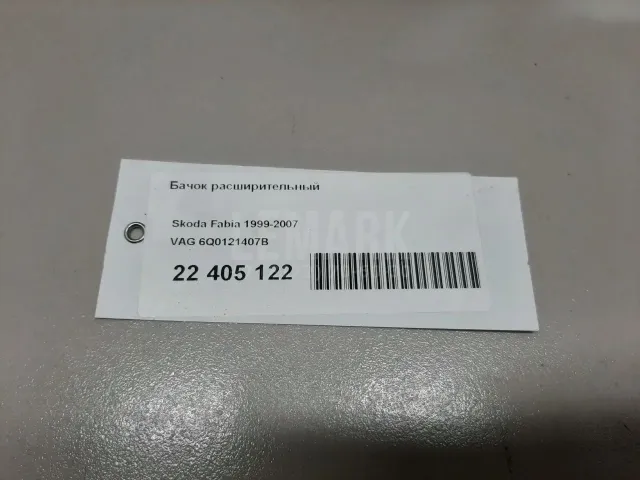 Бачок расширительный
Skoda Fabia 1999-2007
VAG 6Q0121407B
22 405 122